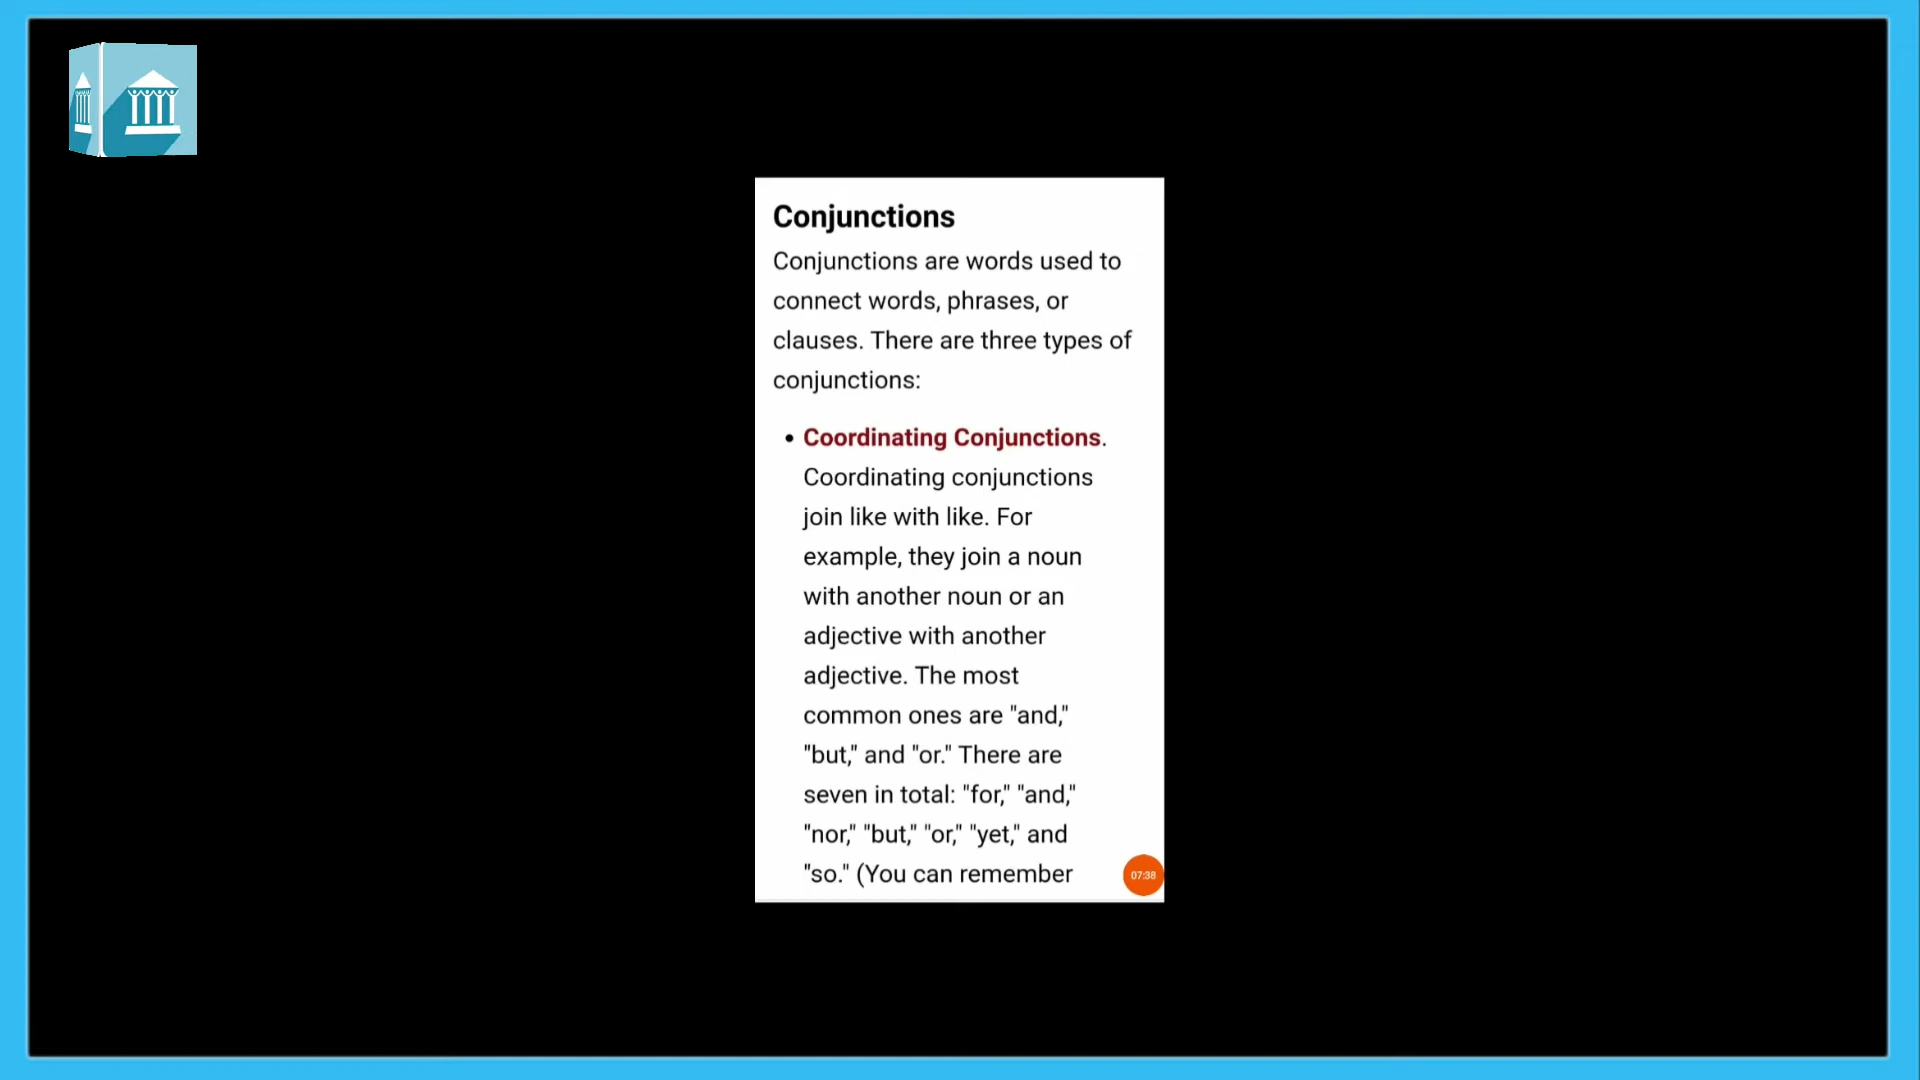 Conjunctions
Conjunctions are words used to
connect words, phrases, or
clauses. There are three types of
conjunctions:
• Coordinating Conjunctions.
Coordinating conjunctions
join like with like. For
example, they join a noun
with another noun or an
adjective with another
adjective. The most
common ones are "and,"
"but," and "or." There are
seven in total: "for," "and,"
"nor," "but," "or," "yet," and
"so." (You can remember
07:38